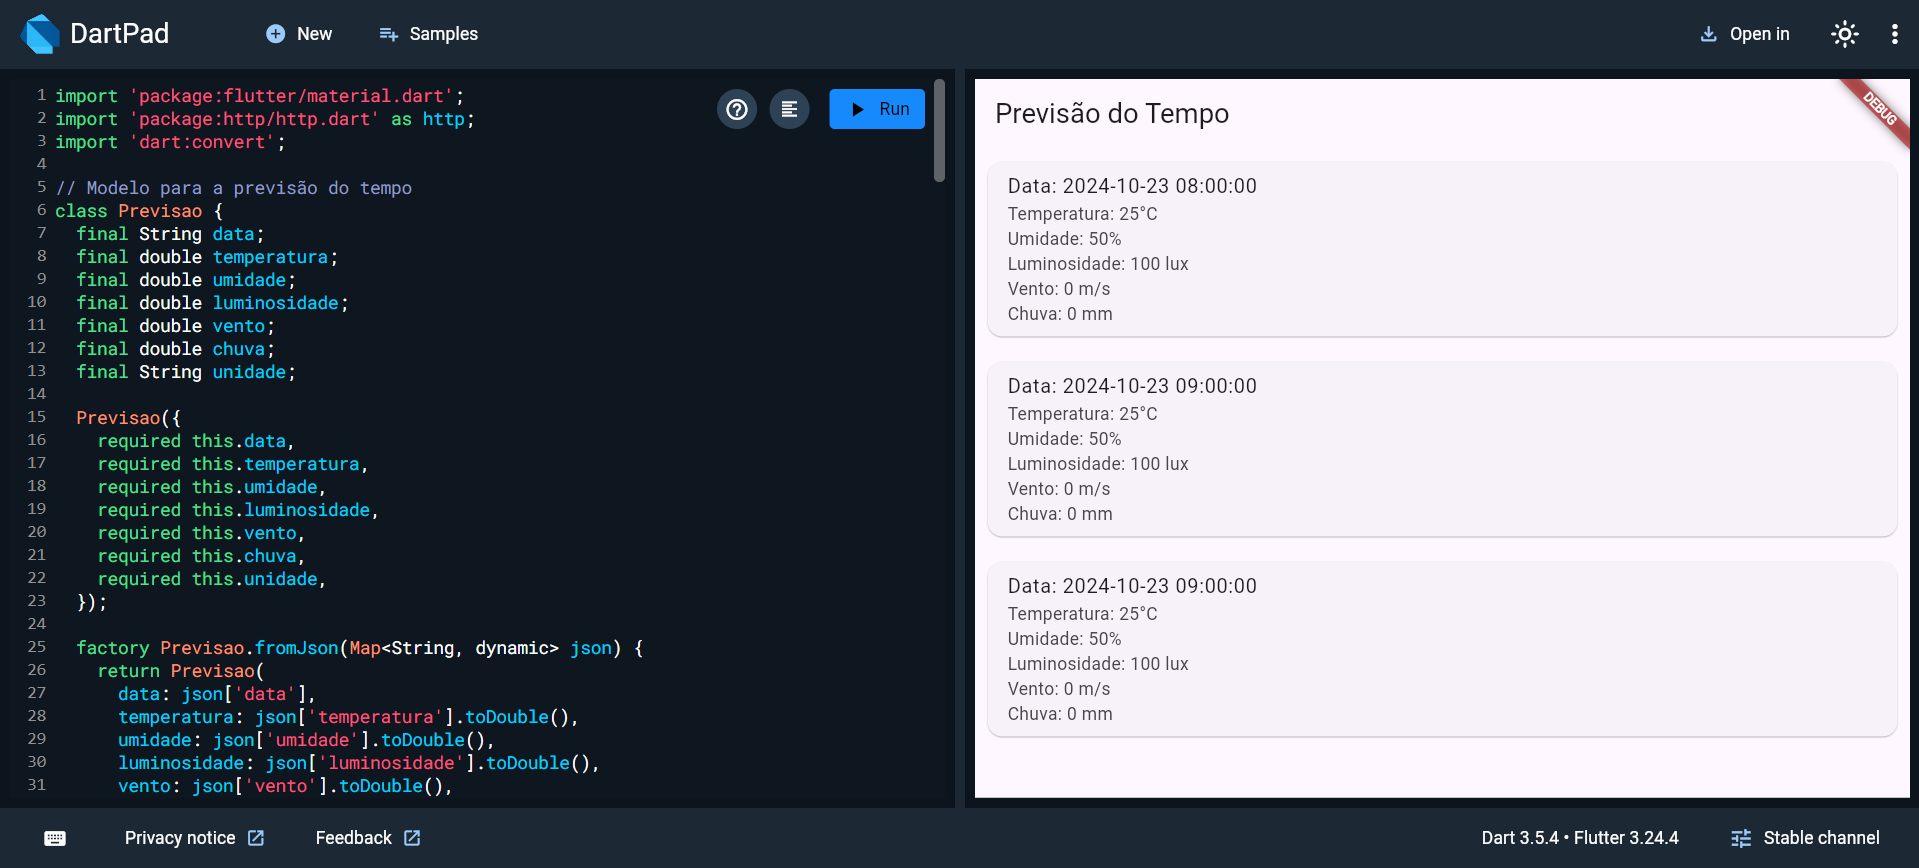 DartPad
New
Samples
Open in
1 import 'package:flutter/material.dart';
2 import 'package:http/http.dart' as http;
3 import 'dart:convert';
4
5 // Modelo para a previsão do tempo
6 class Previsao {
7 final String data;
8 final double temperatura;
9 final double umidade;
10 final double luminosidade;
11 final double vento;
12 final double chuva;
13 final String unidade;
14
15 Previsao({
16 required this.data,
17 required this.temperatura,
18 required this.umidade,
19 required this.luminosidade,
20 required this.vento,
21 required this.chuva,
22 required this.unidade,
23 });
24
25 factory Previsao.fromJson(Map<String, dynamic> json) {
26 return Previsao(
27 data: json['data'],
28 temperatura: json['temperatura'].toDouble(),
29 umidade: json['umidade'].toDouble(),
30 luminosidade: json['luminosidade'].toDouble(),
31 vento: json['vento'].toDouble(),
Run
Previsão do Tempo
DEBUG
Data: 2024-10-23 08:00:00
Temperatura: 25°C
Umidade: 50%
Luminosidade: 100 lux
Vento: 0 m/s
Chuva: 0 mm
Data: 2024-10-23 09:00:00
Temperatura: 25°C
Umidade: 50%
Luminosidade: 100 lux
Vento: 0 m/s
Chuva: 0 mm
Data: 2024-10-23 09:00:00
Temperatura: 25°C
Umidade: 50%
Luminosidade: 100 lux
Vento: 0 m/s
Chuva: 0 mm
Privacy notice
Feedback
Dart 3.5.4 • Flutter 3.24.4
Stable channel